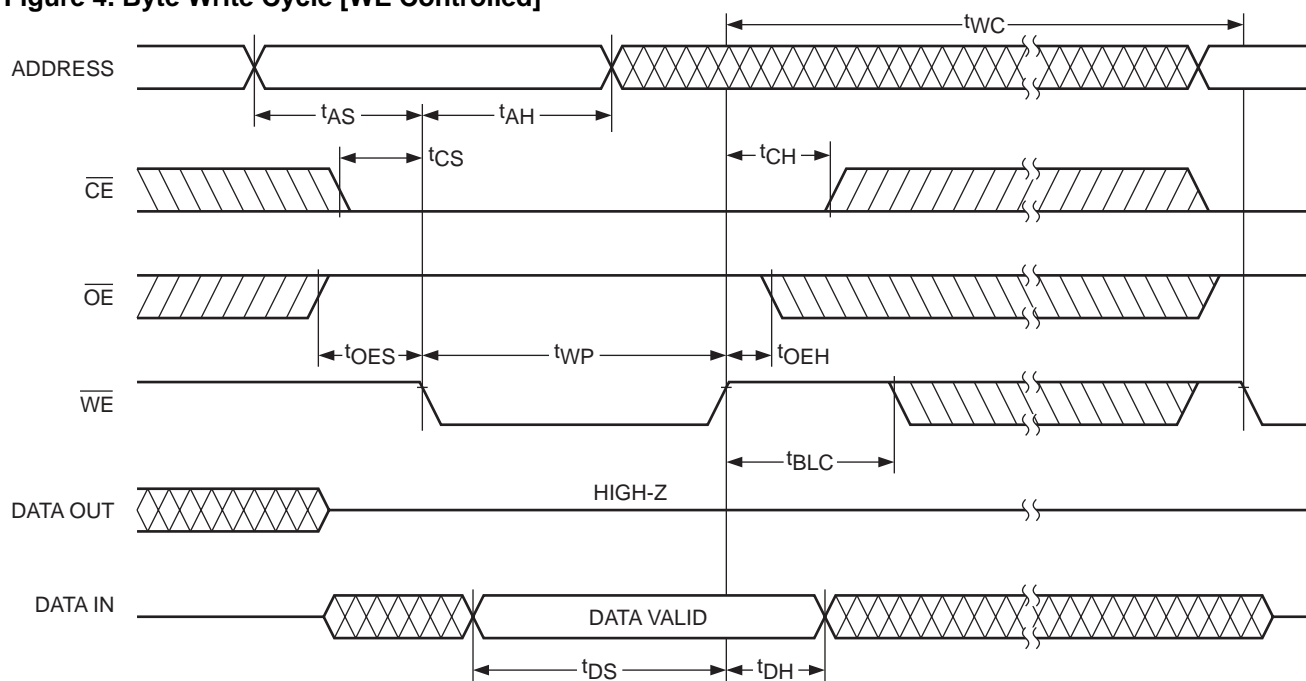 Figure 4. Byte Write Cycle [WE Controlled]
tWC
ADDRESS
tAS
tAH
tCS
tCH
CE
OE
tOES
tWP
tOEH
WE
tBLC
HIGH-Z
DATA OUT
DATA IN
DATA VALID
tDS
tDH